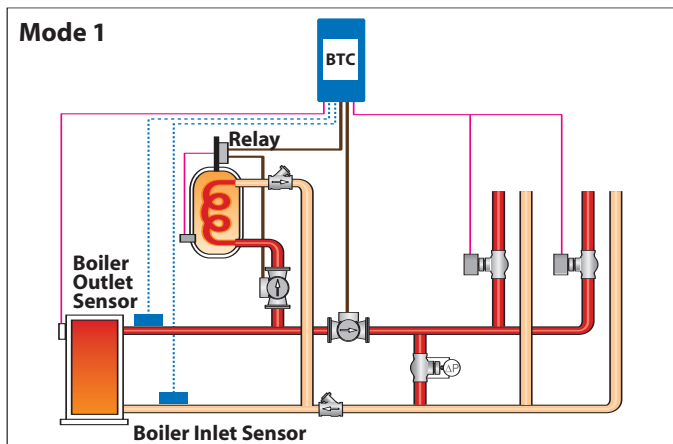 Mode 1
BTC
Relay
Boiler
Outlet
Sensor
ΔP
Boiler Inlet Sensor